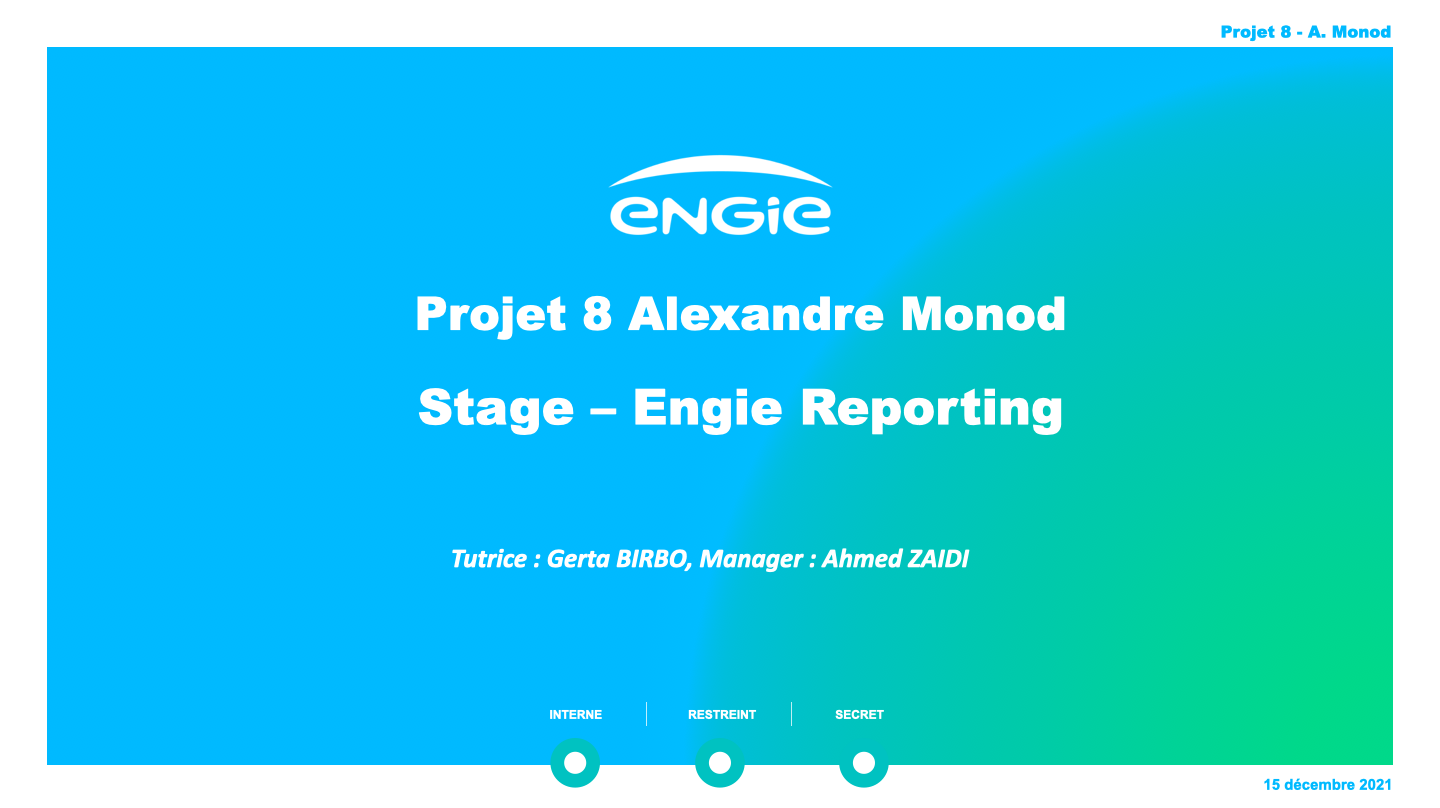 Projet 8 - A. Monod
ENGIE
Projet 8 Alexandre Monod
Stage – Engie Reporting
Tutrice : Gerta BIRBO, Manager : Ahmed ZAIDI
INTERNE
RESTREINT
SECRET
15 décembre 2021